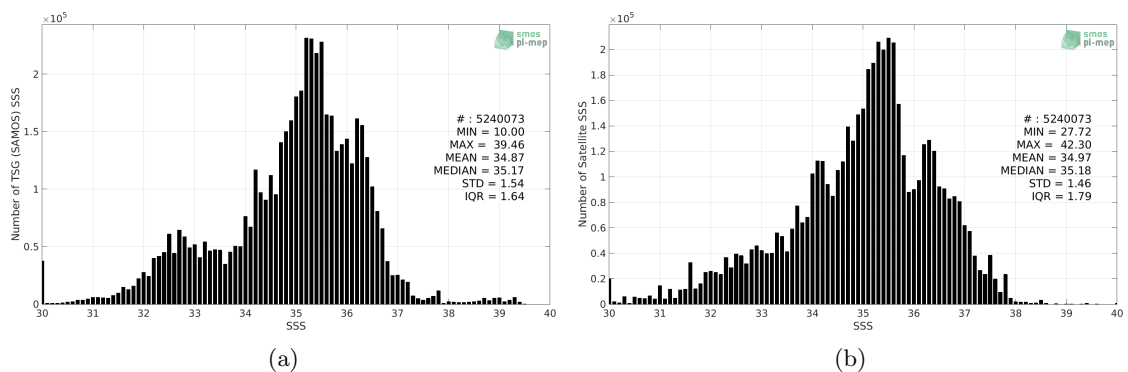 ×10⁵
smos
pi-mep
Number of TSG (SAMOS) SSS
2
1.5
1
0.5
0
# : 5240073
MIN = 10.00
MAX = 39.46
MEAN = 34.87
MEDIAN = 35.17
STD = 1.54
IQR = 1.64
30 31 32 33 34 35 36 37 38 39 40
SSS
(a)
×10⁵
smos
pi-mep
Number of Satellite SSS
2
1.8
1.6
1.4
1.2
1
0.8
0.6
0.4
0.2
0
# : 5240073
MIN = 27.72
MAX = 42.30
MEAN = 34.97
MEDIAN = 35.18
STD = 1.46
IQR = 1.79
30 31 32 33 34 35 36 37 38 39 40
SSS
(b)